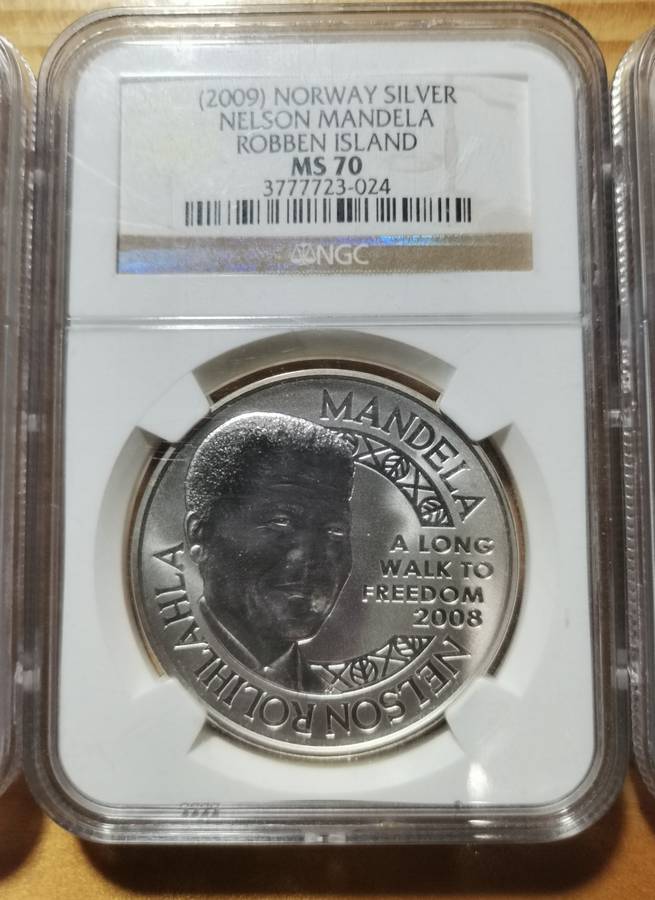 (2009) NORWAY SILVER
NELSON MANDELA
ROBBEN ISLAND
MS 70
3777723-024
NGC
MANDELA
A LONG
WALK TO
FREEDOM
2008
NELSON ROLIHLAHLA